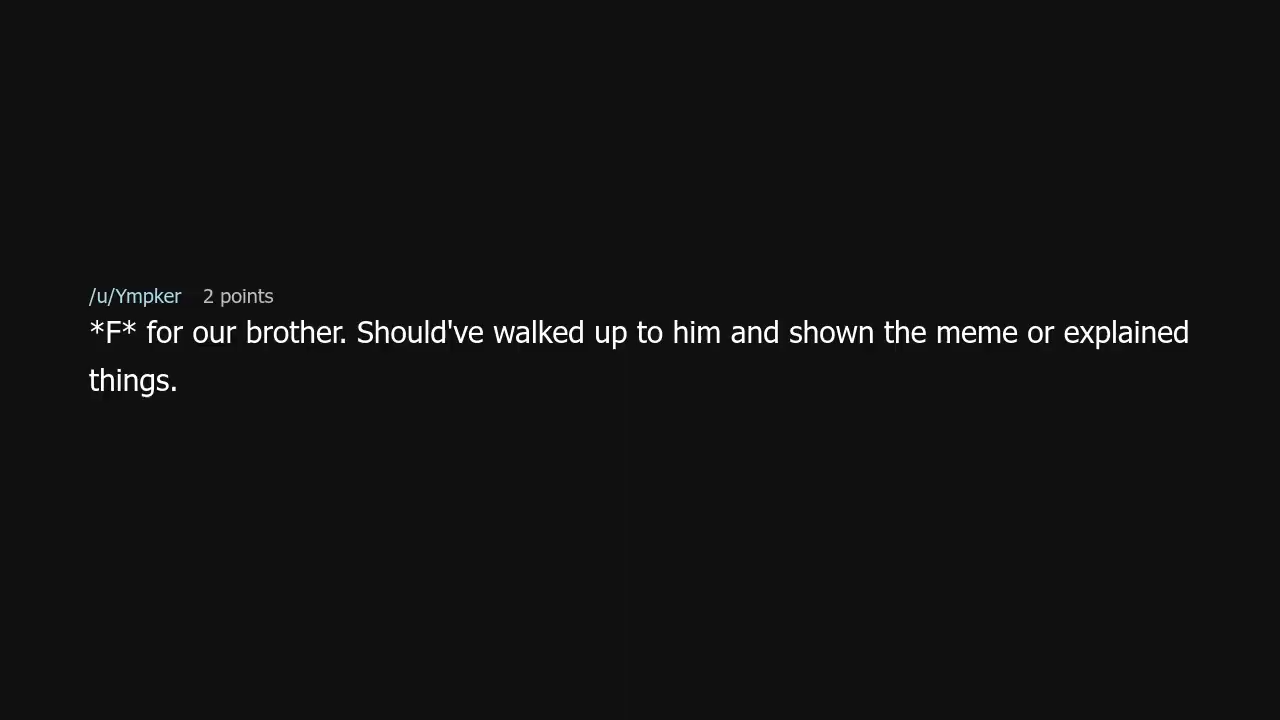 /u/Ympker 2 points
*F* for our brother. Should've walked up to him and shown the meme or explained
things.